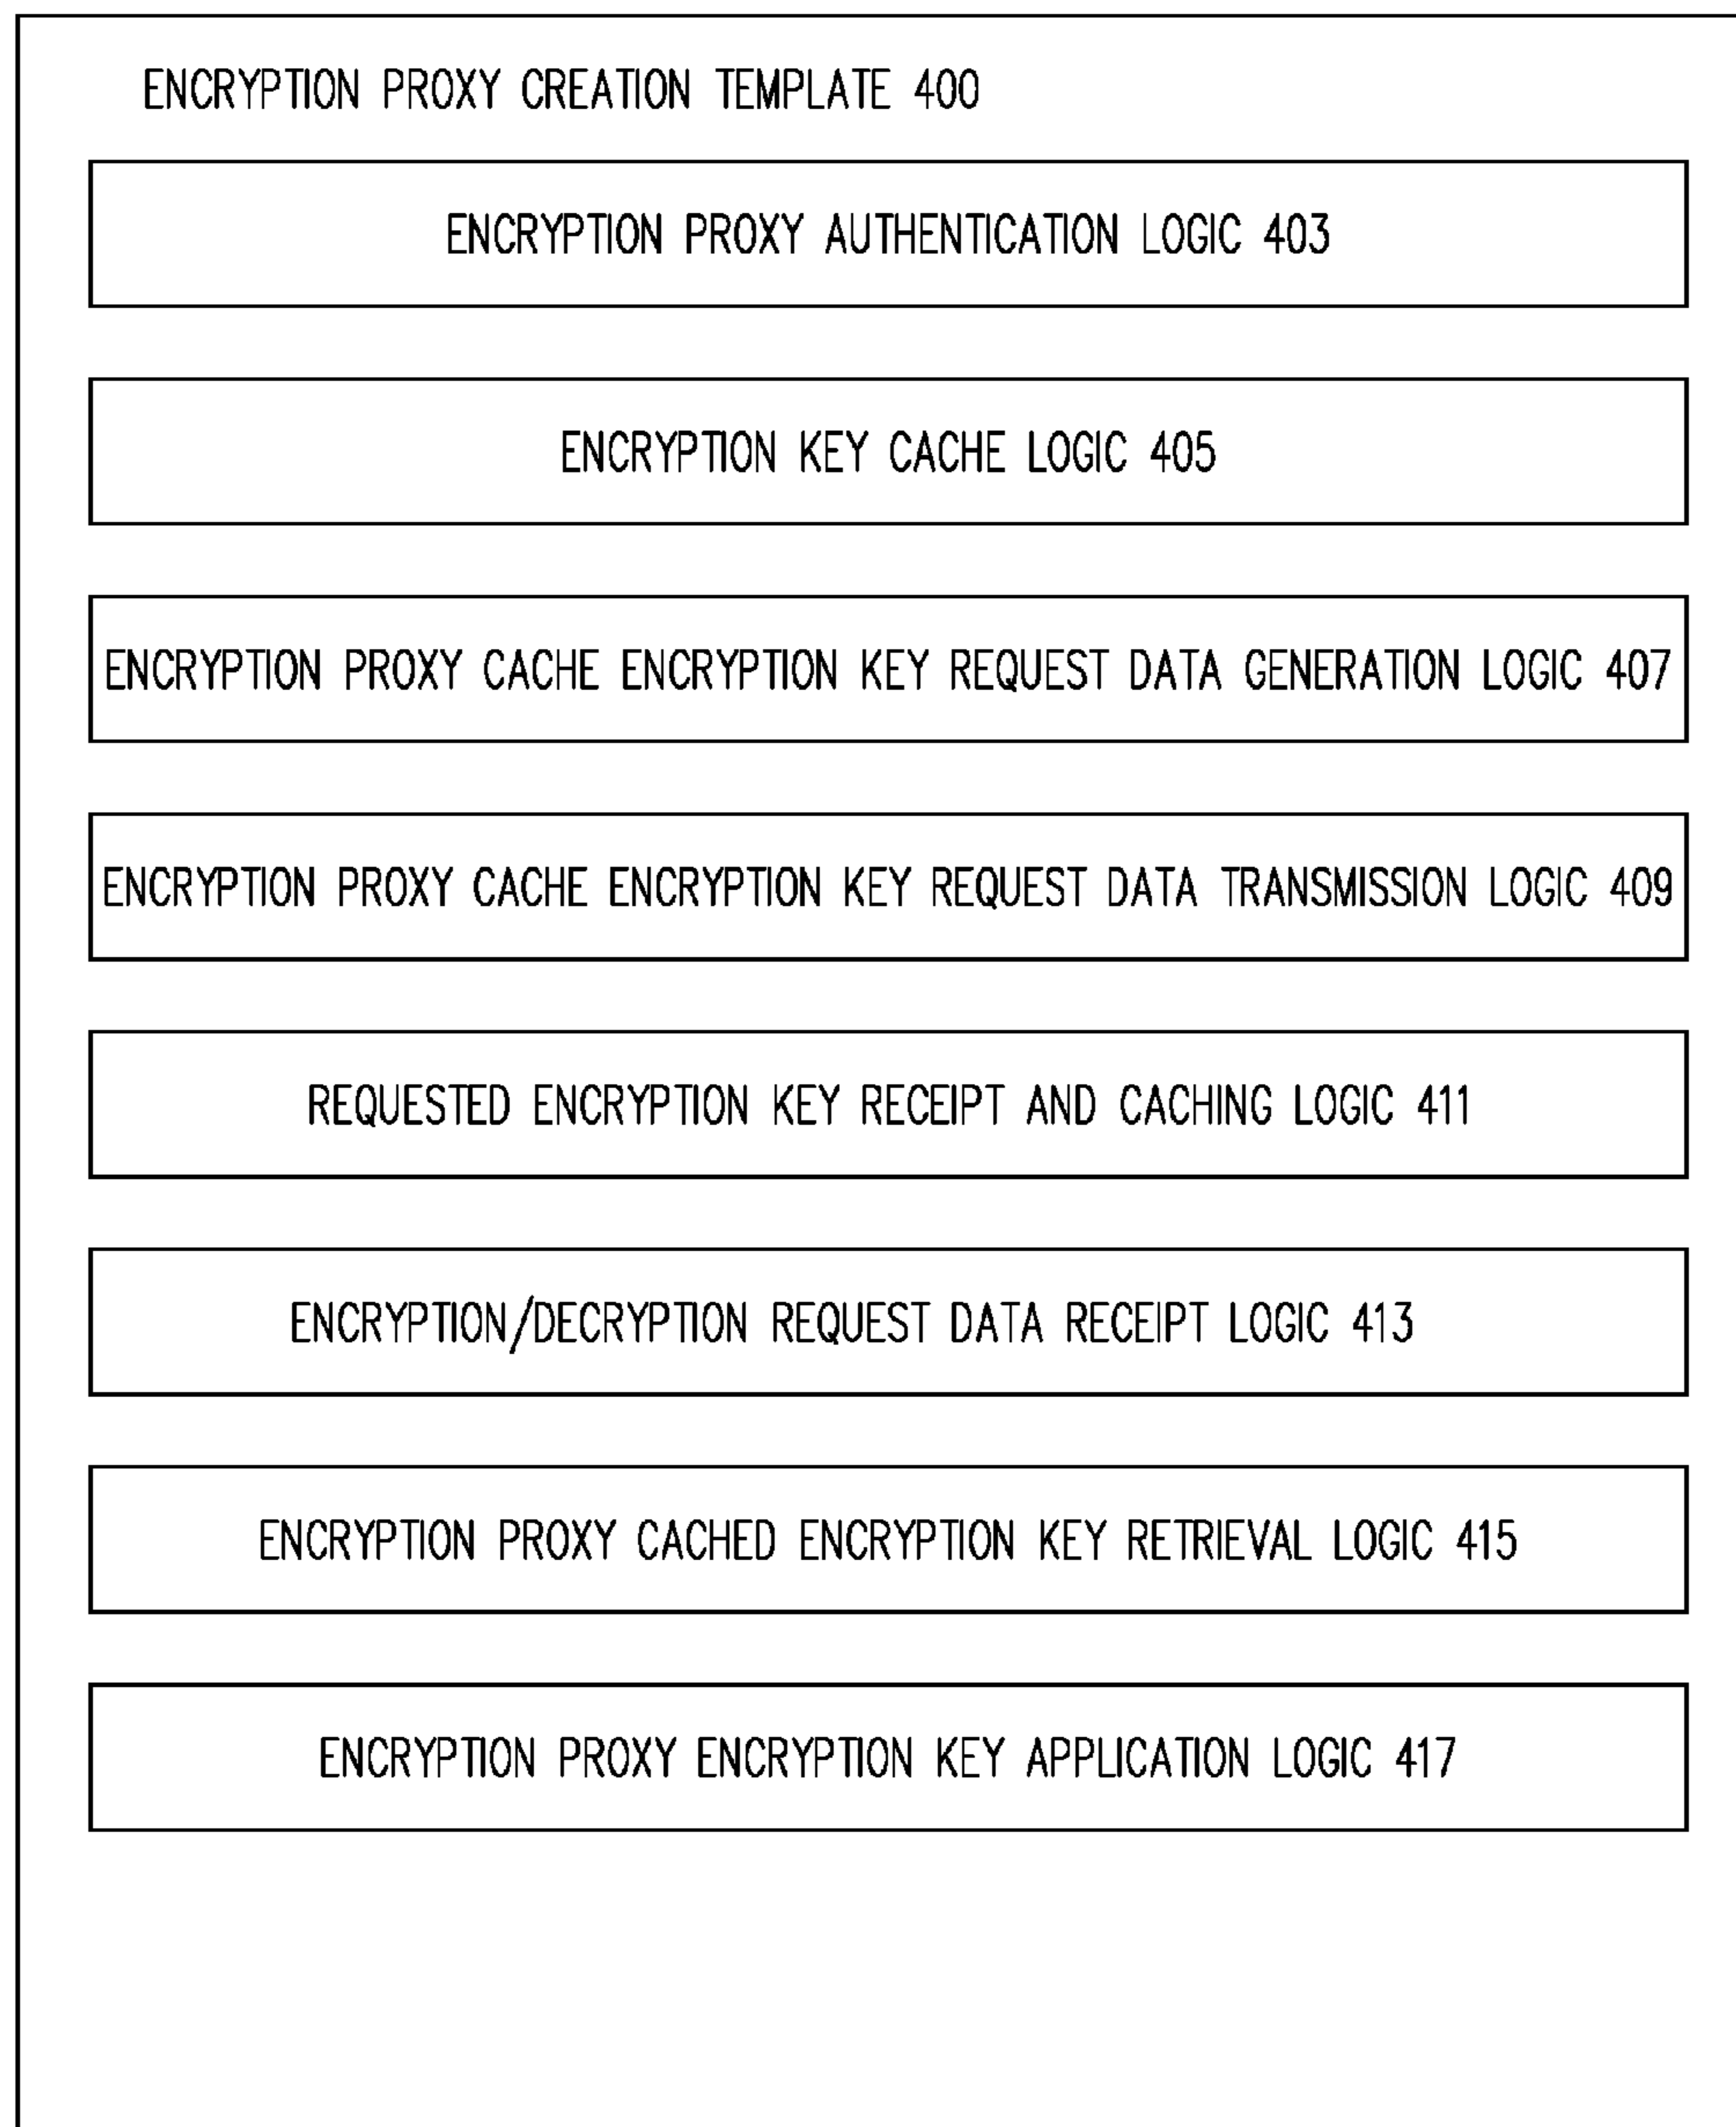 ENCRYPTION PROXY CREATION TEMPLATE 400
ENCRYPTION PROXY AUTHENTICATION LOGIC 403
ENCRYPTION KEY CACHE LOGIC 405
ENCRYPTION PROXY CACHE ENCRYPTION KEY REQUEST DATA GENERATION LOGIC 407
ENCRYPTION PROXY CACHE ENCRYPTION KEY REQUEST DATA TRANSMISSION LOGIC 409
REQUESTED ENCRYPTION KEY RECEIPT AND CACHING LOGIC 411
ENCRYPTION/DECRYPTION REQUEST DATA RECEIPT LOGIC 413
ENCRYPTION PROXY CACHED ENCRYPTION KEY RETRIEVAL LOGIC 415
ENCRYPTION PROXY ENCRYPTION KEY APPLICATION LOGIC 417